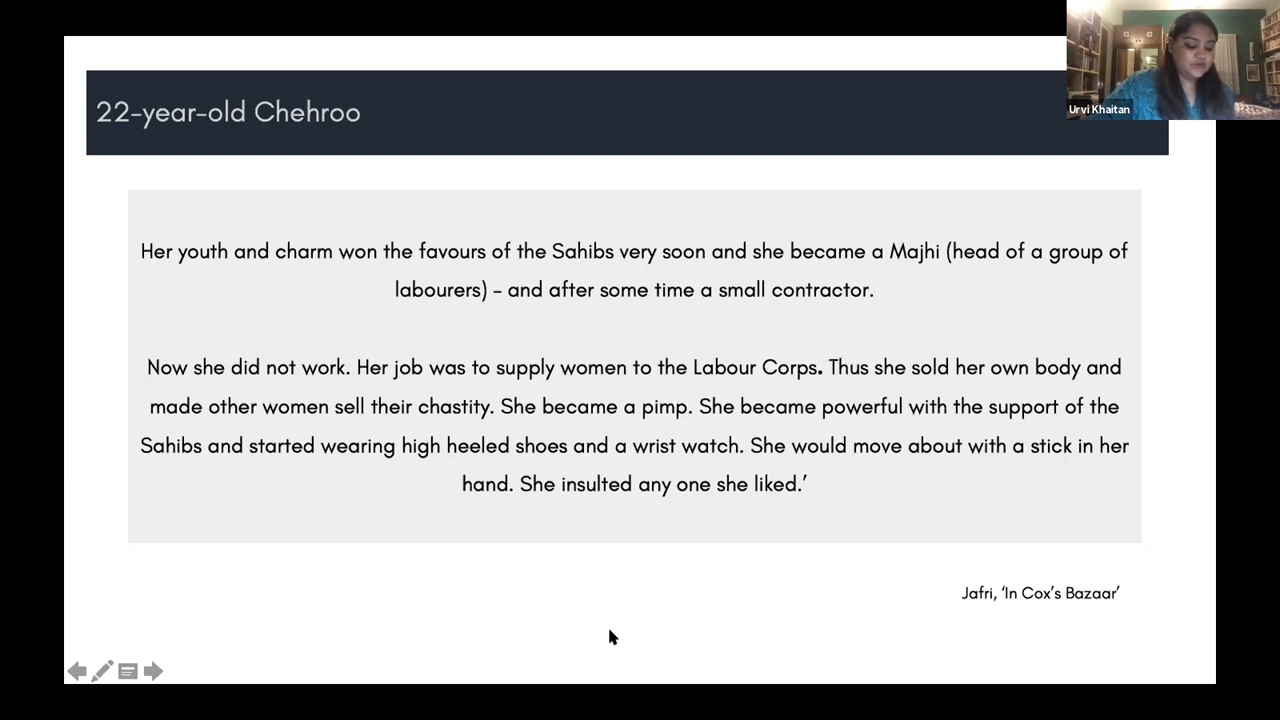 22-year-old Chehroo
Urvi Khaitan
Her youth and charm won the favours of the Sahibs very soon and she became a Majhi (head of a group of
labourers) – and after some time a small contractor.
Now she did not work. Her job was to supply women to the Labour Corps. Thus she sold her own body and
made other women sell their chastity. She became a pimp. She became powerful with the support of the
Sahibs and started wearing high heeled shoes and a wrist watch. She would move about with a stick in her
hand. She insulted any one she liked.’
Jafri, ‘In Cox’s Bazaar’